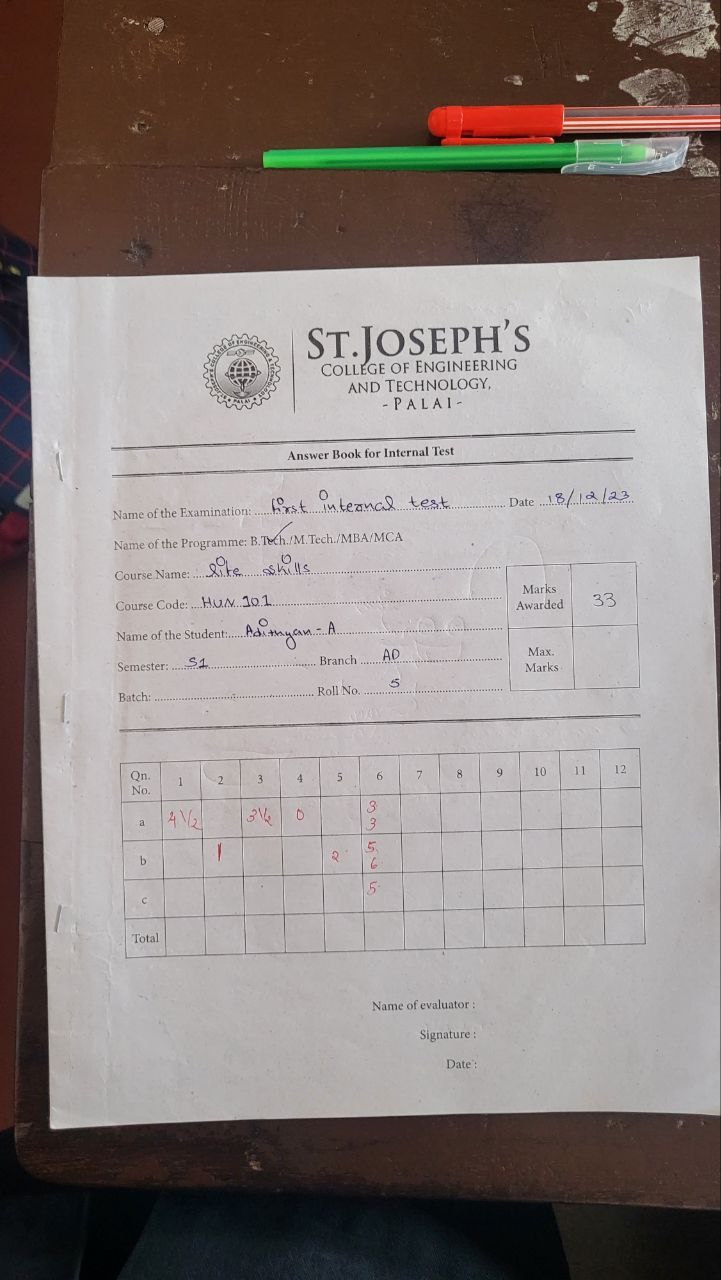 ST.JOSEPH'S
COLLEGE OF ENGINEERING
AND TECHNOLOGY,
- PALAI -
Answer Book for Internal Test
Name of the Examination: first internal test Date 18/12/23
Name of the Programme: B.Tech./M.Tech./MBA/MCA
Course Name: life skills
Course Code: HUN 101
Marks Awarded 33
Name of the Student: Adithyan - A
Semester: S1 Branch AD
Max. Marks
Batch: Roll No. 5
Qn. No. 1 2 3 4 5 6 7 8 9 10 11 12
a 4 1/2 3 1/2 0 3 3
b 1 2 5 6
c 5
Total
Name of evaluator :
Signature :
Date :